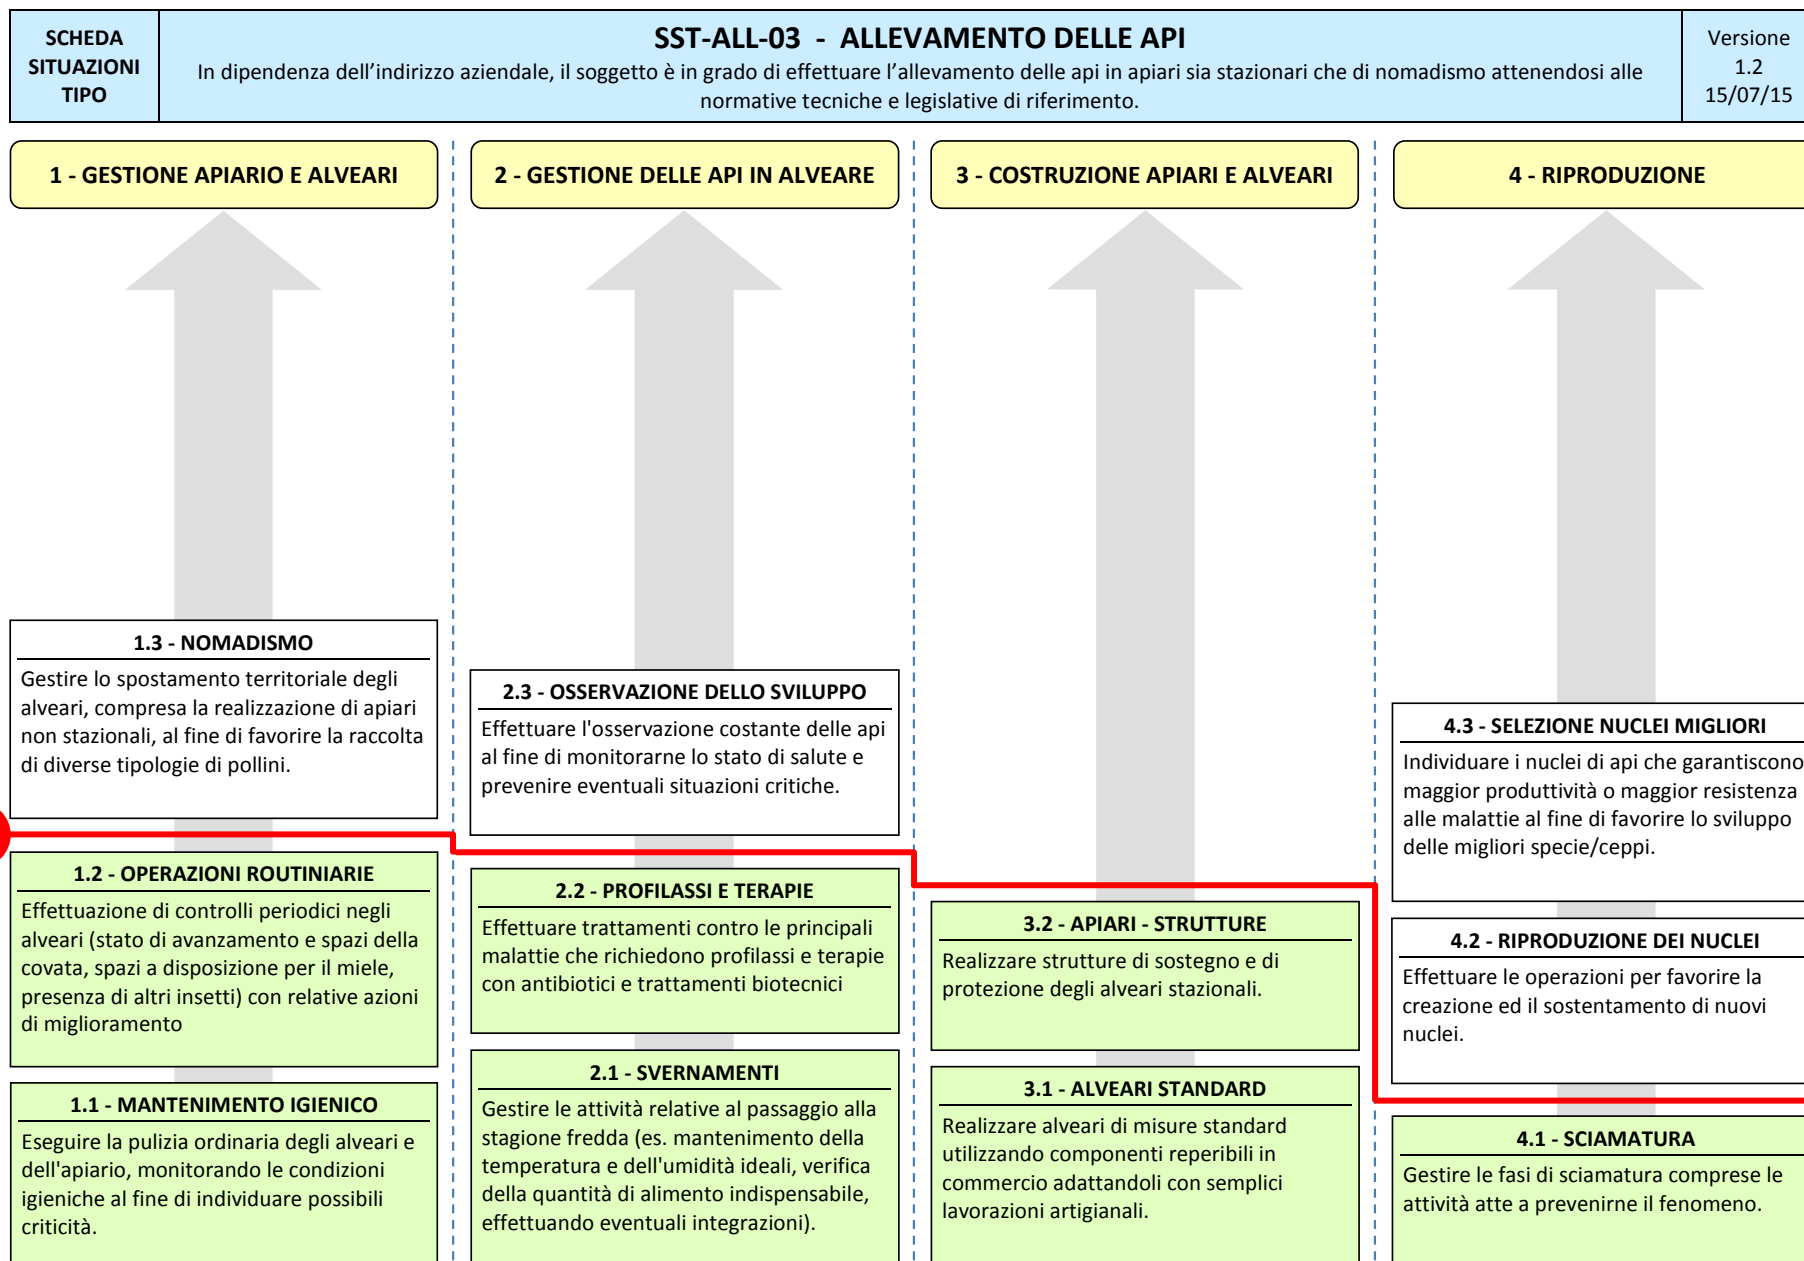 SCHEDA
SITUAZIONI
TIPO
SST-ALL-03 - ALLEVAMENTO DELLE API
In dipendenza dell'indirizzo aziendale, il soggetto è in grado di effettuare l'allevamento delle api in apiari sia stazionari che di nomadismo attenendosi alle
normative tecniche e legislative di riferimento.
Versione
1.2
15/07/15
1 - GESTIONE APIARIO E ALVEARI
2 - GESTIONE DELLE API IN ALVEARE
3 - COSTRUZIONE APIARI E ALVEARI
4 - RIPRODUZIONE
1.3 - NOMADISMO
Gestire lo spostamento territoriale degli
alveari, compresa la realizzazione di apiari
non stazionali, al fine di favorire la raccolta
di diverse tipologie di pollini.
1.2 - OPERAZIONI ROUTINIARIE
Effettuazione di controlli periodici negli
alveari (stato di avanzamento e spazi della
covata, spazi a disposizione per il miele,
presenza di altri insetti) con relative azioni
di miglioramento
1.1 - MANTENIMENTO IGIENICO
Eseguire la pulizia ordinaria degli alveari e
dell'apiario, monitorando le condizioni
igieniche al fine di individuare possibili
criticità.
2.3 - OSSERVAZIONE DELLO SVILUPPO
Effettuare l'osservazione costante delle api
al fine di monitorarne lo stato di salute e
prevenire eventuali situazioni critiche.
2.2 - PROFILASSI E TERAPIE
Effettuare trattamenti contro le principali
malattie che richiedono profilassi e terapie
con antibiotici e trattamenti biotecnici
2.1 - SVERNAMENTI
Gestire le attività relative al passaggio alla
stagione fredda (es. mantenimento della
temperatura e dell'umidità ideali, verifica
della quantità di alimento indispensabile,
effettuando eventuali integrazioni).
3.2 - APIARI - STRUTTURE
Realizzare strutture di sostegno e di
protezione degli alveari stazionali.
3.1 - ALVEARI STANDARD
Realizzare alveari di misure standard
utilizzando componenti reperibili in
commercio adattandoli con semplici
lavorazioni artigianali.
4.3 - SELEZIONE NUCLEI MIGLIORI
Individuare i nuclei di api che garantiscono
maggior produttività o maggior resistenza
alle malattie al fine di favorire lo sviluppo
delle migliori specie/ceppi.
4.2 - RIPRODUZIONE DEI NUCLEI
Effettuare le operazioni per favorire la
creazione ed il sostentamento di nuovi
nuclei.
4.1 - SCIAMATURA
Gestire le fasi di sciamatura comprese le
attività atte a prevenirne il fenomeno.